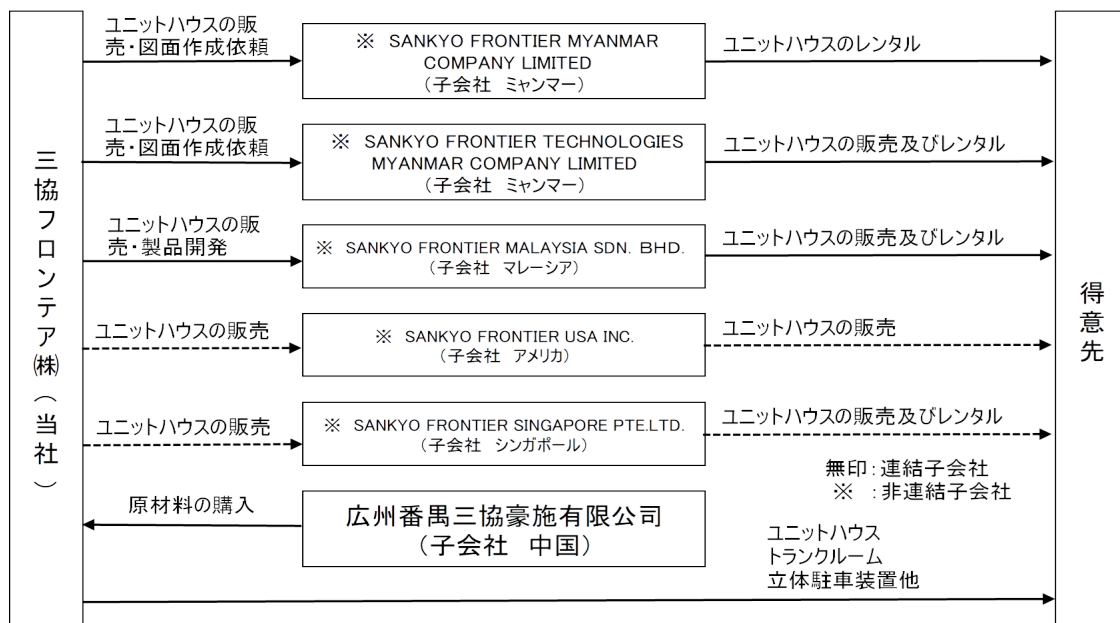 三協フロンテア㈱（当社）
ユニットハウスの販
売・図面作成依頼
※ SANKYO FRONTIER MYANMAR
COMPANY LIMITED
（子会社　ミャンマー）
ユニットハウスのレンタル
ユニットハウスの販
売・図面作成依頼
※ SANKYO FRONTIER TECHNOLOGIES
MYANMAR COMPANY LIMITED
（子会社　ミャンマー）
ユニットハウスの販売及びレンタル
ユニットハウスの販
売・製品開発
※ SANKYO FRONTIER MALAYSIA SDN. BHD.
（子会社　マレーシア）
ユニットハウスの販売及びレンタル
ユニットハウスの販売
※ SANKYO FRONTIER USA INC.
（子会社　アメリカ）
ユニットハウスの販売
ユニットハウスの販売
※ SANKYO FRONTIER SINGAPORE PTE.LTD.
（子会社　シンガポール）
ユニットハウスの販売及びレンタル
原材料の購入
広州番禺三協豪施有限公司
（子会社　中国）
無印：連結子会社
※　：非連結子会社
ユニットハウス
トランクルーム
立体駐車装置他
得意先